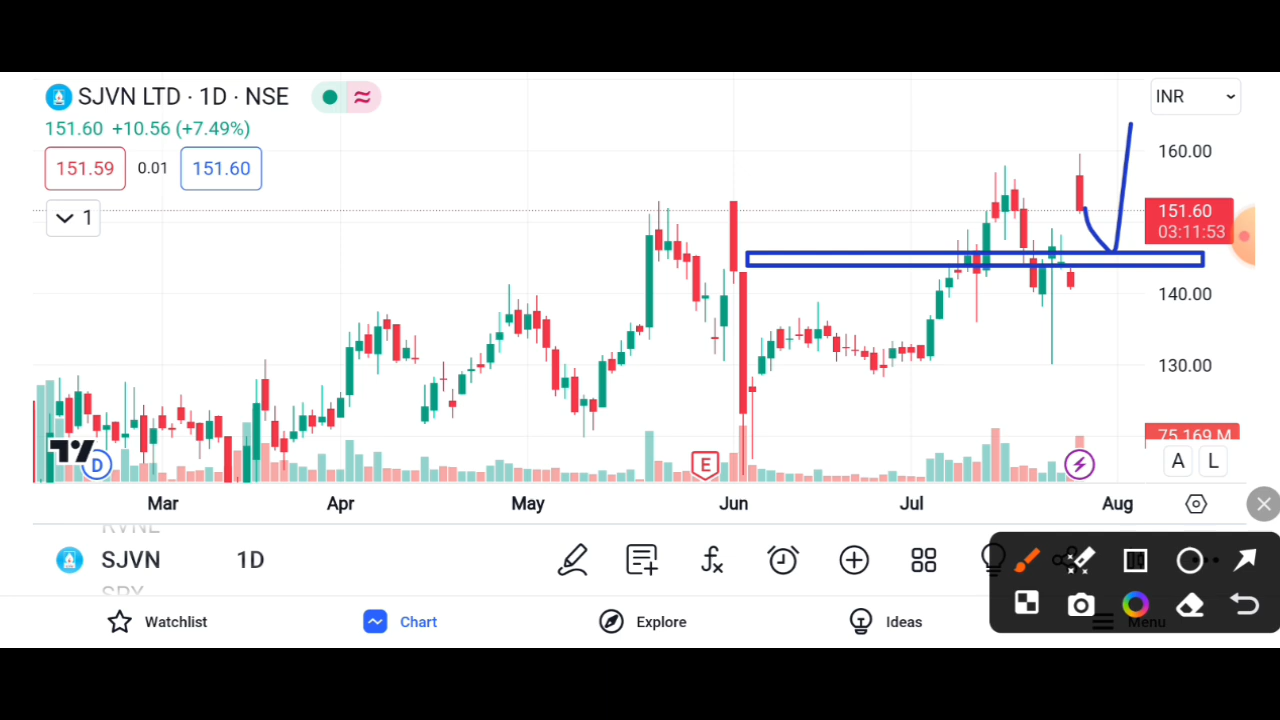 SJVN LTD · 1D · NSE
INR
151.60 +10.56 (+7.49%)
151.59 0.01 151.60
1
160.00
151.60
03:11:53
140.00
130.00
75.169 M
D
E
A L
Mar Apr May Jun Jul Aug
RVNL
SJVN 1D
Watchlist Chart Explore Ideas Menu